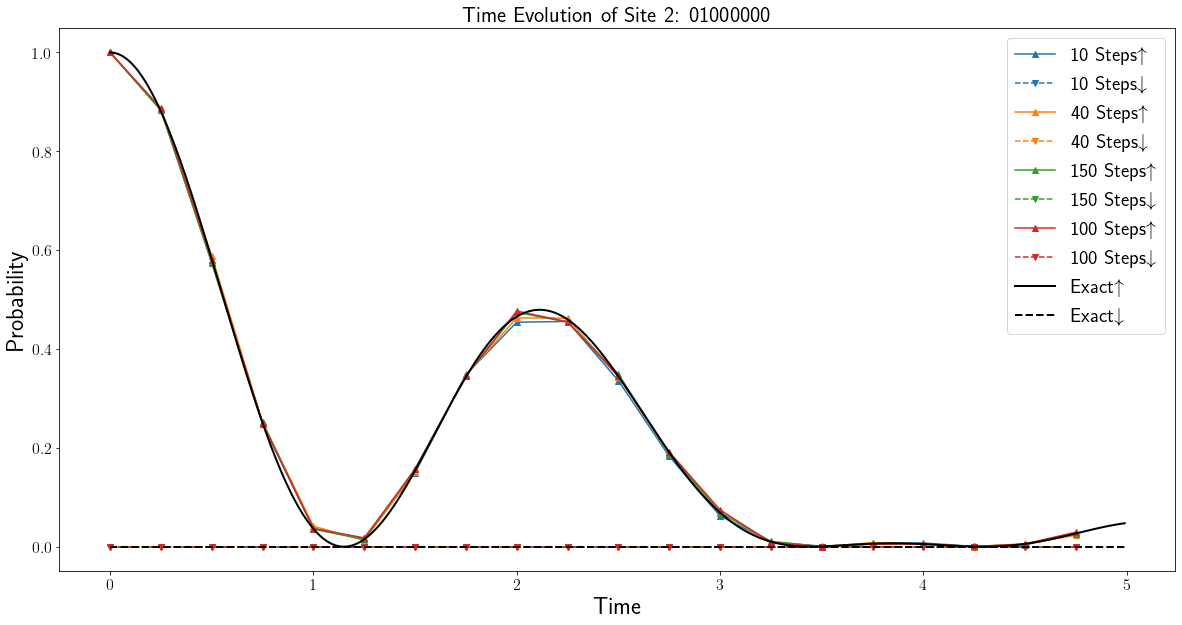 Time Evolution of Site 2: 01000000
1.0
0.8
0.6
0.4
0.2
0.0
Probability
0 1 2 3 4 5
Time
10 Steps↑
10 Steps↓
40 Steps↑
40 Steps↓
150 Steps↑
150 Steps↓
100 Steps↑
100 Steps↓
Exact↑
Exact↓